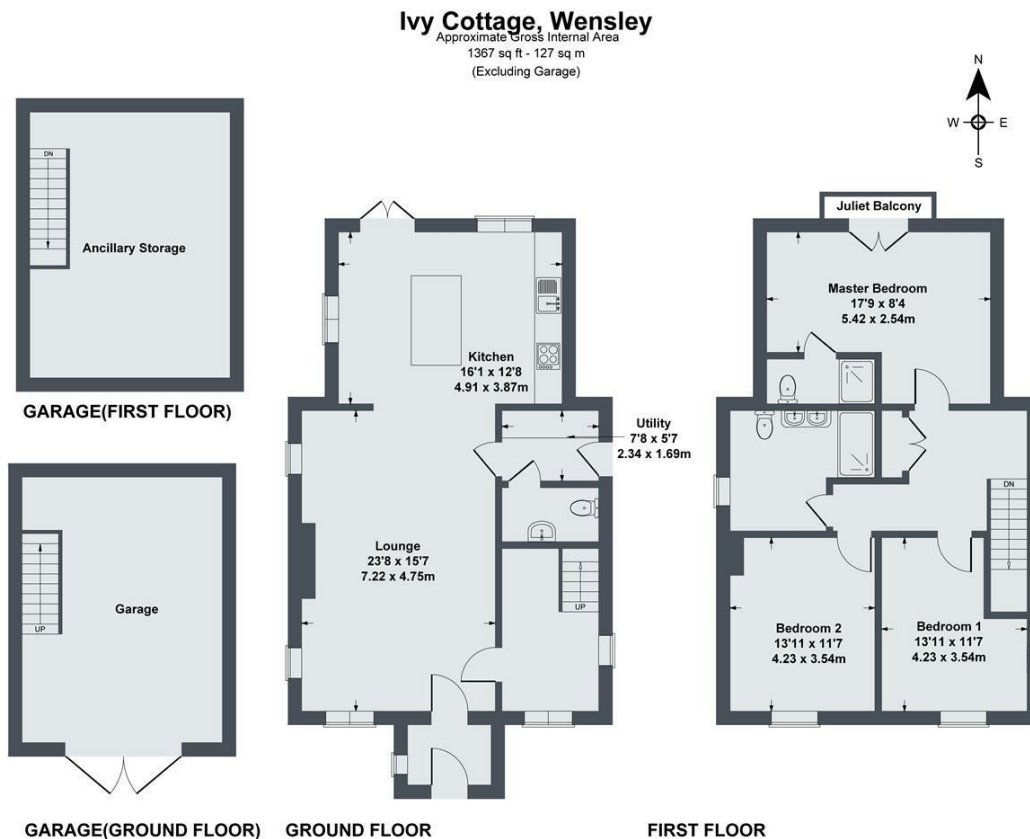 Ivy Cottage, Wensley
Approximate Gross Internal Area
1367 sq ft - 127 sq m
(Excluding Garage)
N
W
E
S
DN
Ancillary Storage
GARAGE(FIRST FLOOR)
UP
Garage
GARAGE(GROUND FLOOR)
Kitchen
16'1 x 12'8
4.91 x 3.87m
Utility
7'8 x 5'7
2.34 x 1.69m
Lounge
23'8 x 15'7
7.22 x 4.75m
UP
GROUND FLOOR
Juliet Balcony
Master Bedroom
17'9 x 8'4
5.42 x 2.54m
DN
Bedroom 2
13'11 x 11'7
4.23 x 3.54m
Bedroom 1
13'11 x 11'7
4.23 x 3.54m
FIRST FLOOR